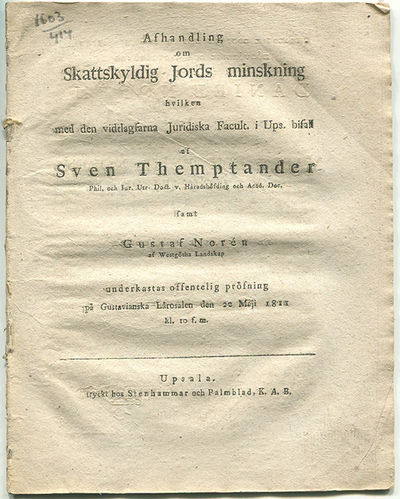 1603
414
Afhandling
om
Skattskyldig Jords minskning
hvilken
med den vidtlagfarna Juridiska Facult. i Ups. bifall
af
Sven Themptander
Phil. och Jur. Utr. Doct. v. Häradshöfding och Acad. Doc.
samt
Gustaf Norén
af Westgötha Landskap
underkastas offentelig pröfning
på Gustavianska Lärosalen den 22 Maji 1811
kl. 10 f. m.
Upsala,
tryckt hos Stenhammar och Palmblad, K. A. B.